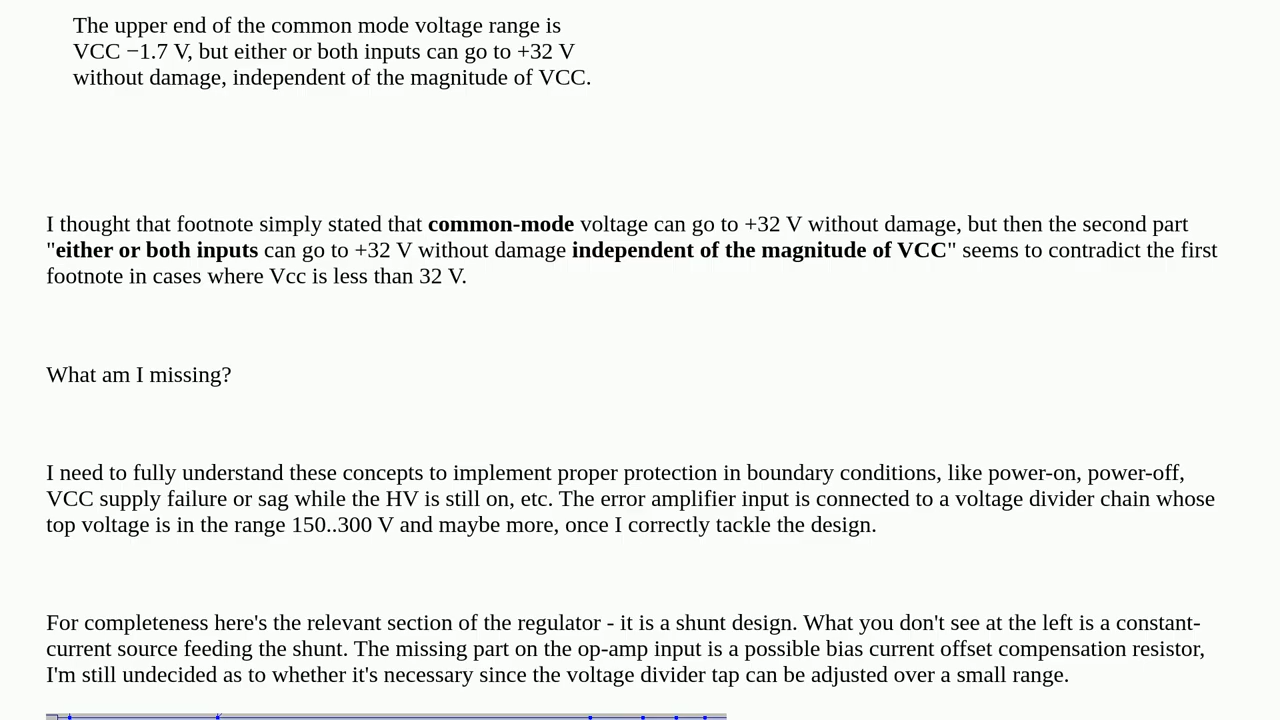 The upper end of the common mode voltage range is
VCC −1.7 V, but either or both inputs can go to +32 V
without damage, independent of the magnitude of VCC.
I thought that footnote simply stated that common-mode voltage can go to +32 V without damage, but then the second part
"either or both inputs can go to +32 V without damage independent of the magnitude of VCC" seems to contradict the first
footnote in cases where Vcc is less than 32 V.
What am I missing?
I need to fully understand these concepts to implement proper protection in boundary conditions, like power-on, power-off,
VCC supply failure or sag while the HV is still on, etc. The error amplifier input is connected to a voltage divider chain whose
top voltage is in the range 150..300 V and maybe more, once I correctly tackle the design.
For completeness here's the relevant section of the regulator - it is a shunt design. What you don't see at the left is a constant-
current source feeding the shunt. The missing part on the op-amp input is a possible bias current offset compensation resistor,
I'm still undecided as to whether it's necessary since the voltage divider tap can be adjusted over a small range.